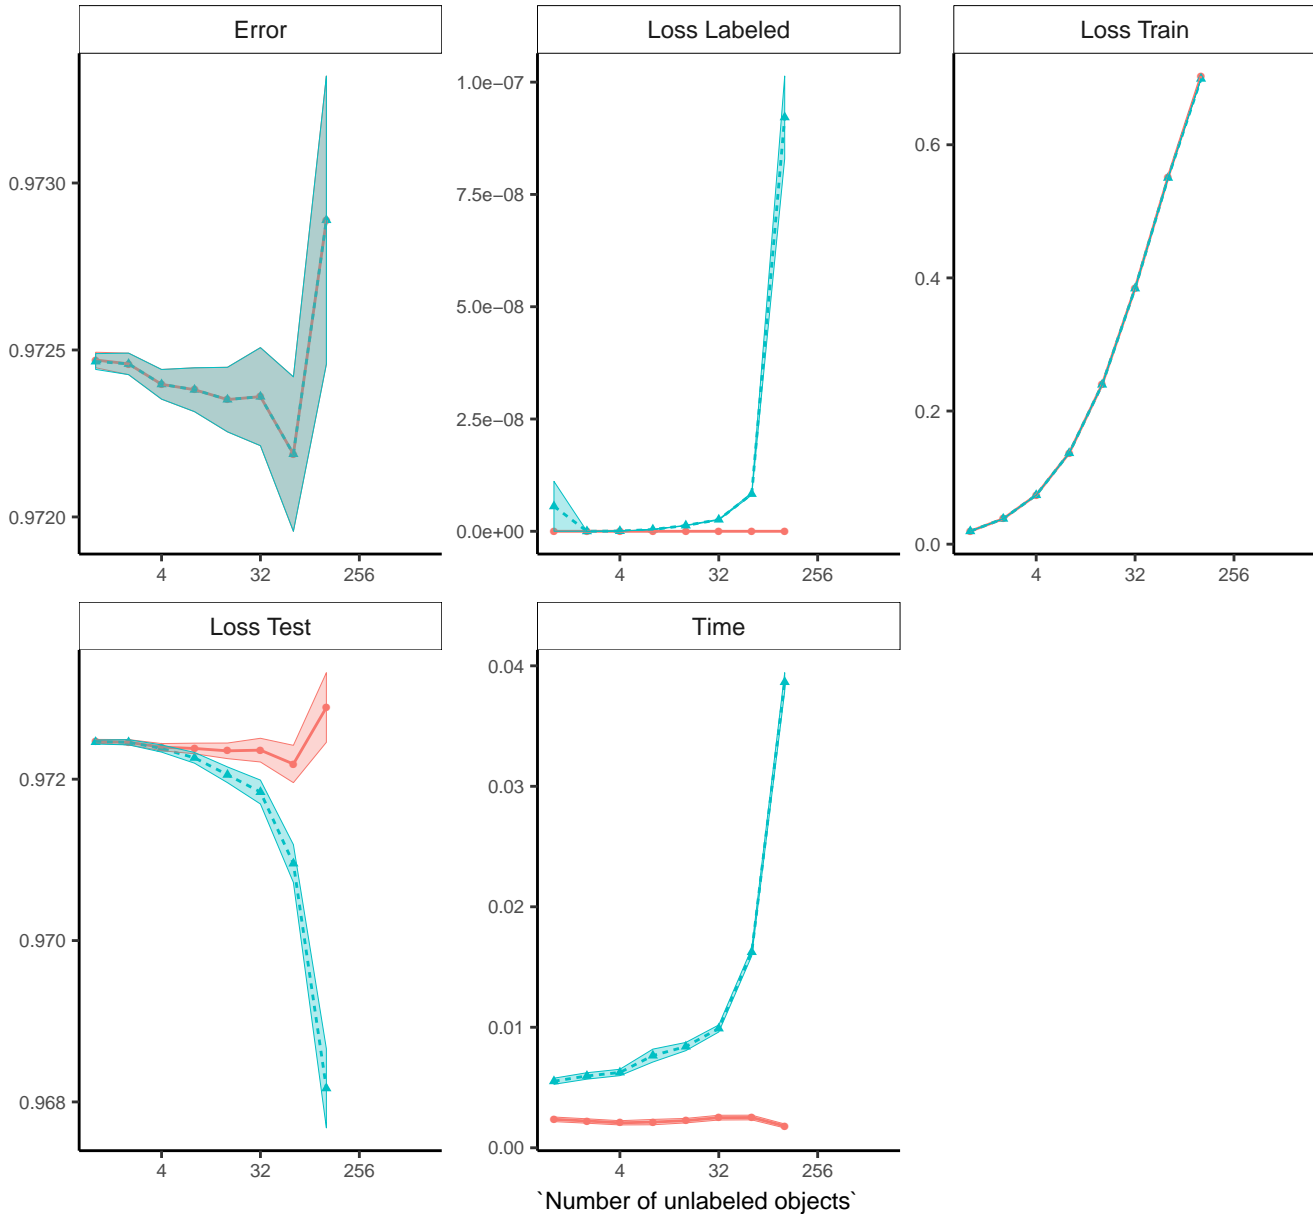 Error
Loss Labeled
Loss Train
0.9730
0.9725
0.9720
4
32
256
1.0e−07
7.5e−08
5.0e−08
2.5e−08
0.0e+00
4
32
256
0.6
0.4
0.2
0.0
4
32
256
Loss Test
Time
0.972
0.970
0.968
4
32
256
0.04
0.03
0.02
0.01
0.00
4
32
256
`Number of unlabeled objects`